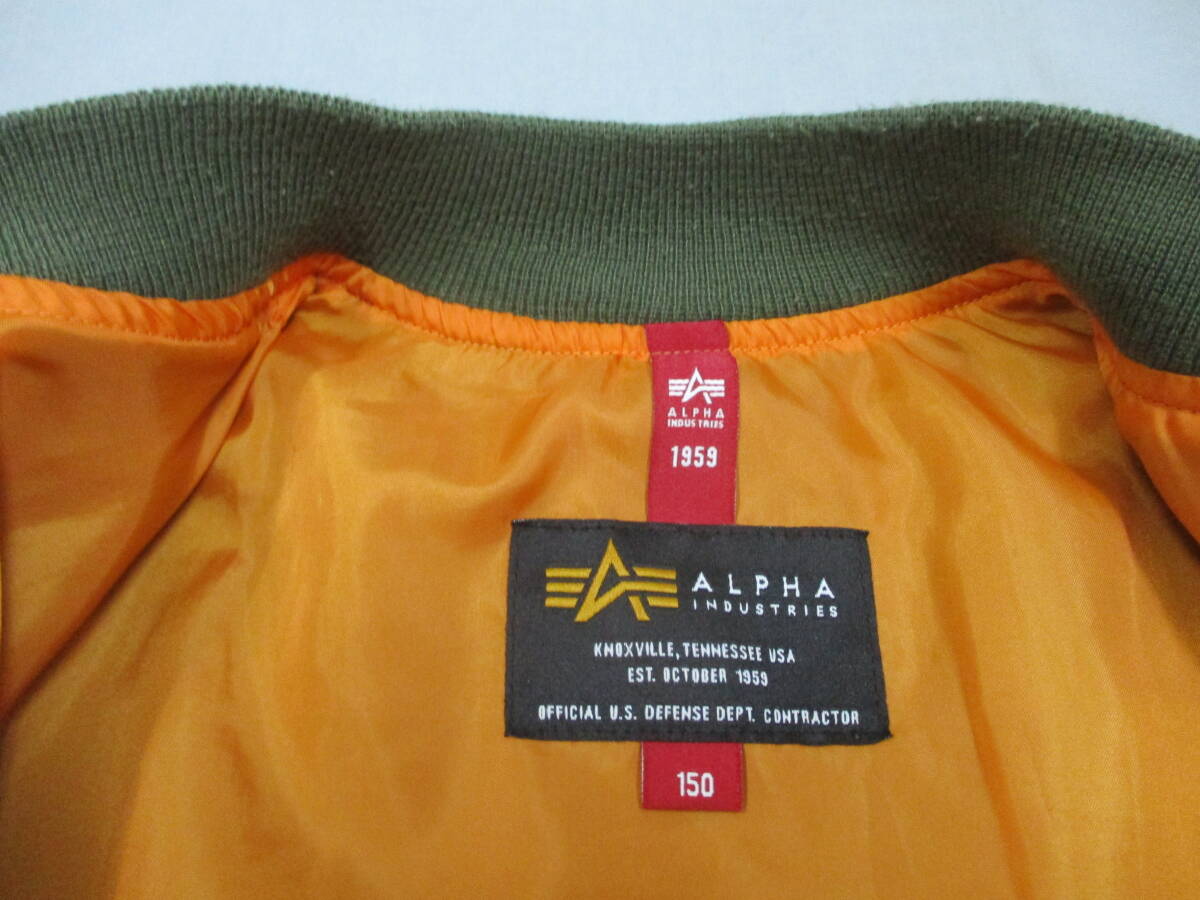 ALPHA
INDUSTRIES
1959
ALPHA
INDUSTRIES
KNOXVILLE, TENNESSEE USA
EST. OCTOBER 1959
OFFICIAL U.S. DEFENSE DEPT. CONTRACTOR
150